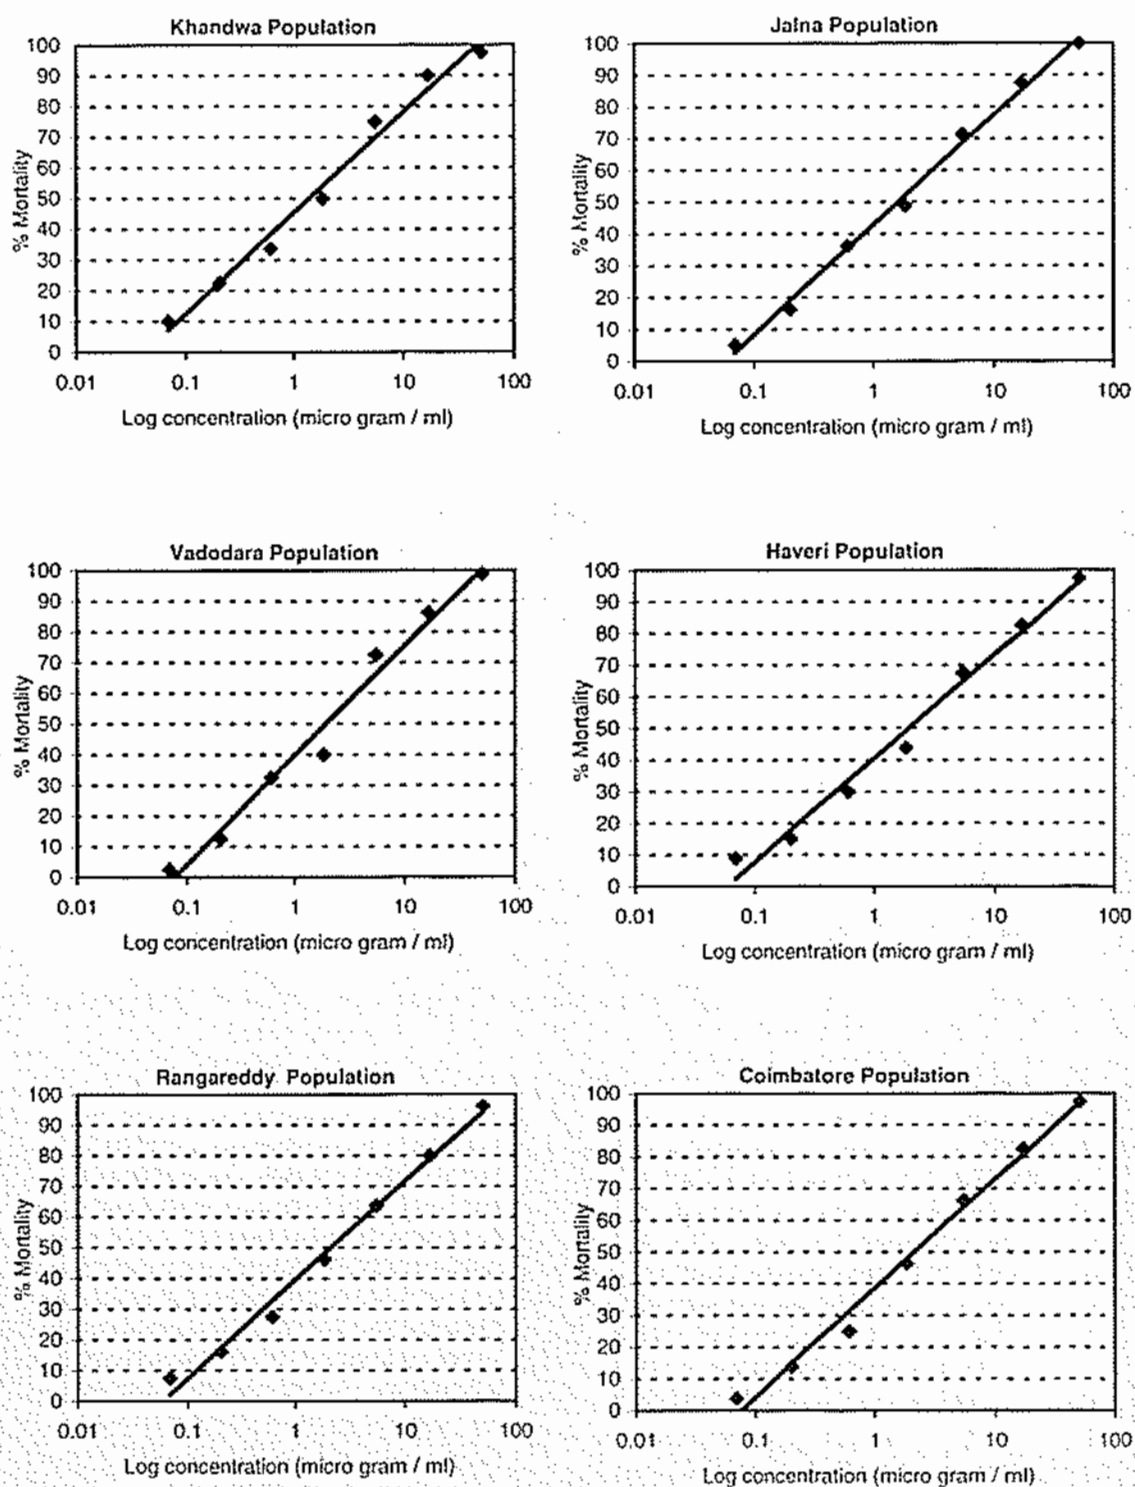 Khandwa Population
100
90
80
70
60
50
40
30
20
10
0
% Mortality
0.01 0.1 1 10 100
Log concentration (micro gram / ml)
Jalna Population
100
90
80
70
60
50
40
30
20
10
0
% Mortality
0.01 0.1 1 10 100
Log concentration (micro gram / ml)
Vadodara Population
100
90
80
70
60
50
40
30
20
10
0
% Mortality
0.01 0.1 1 10 100
Log concentration (micro gram / ml)
Haveri Population
100
90
80
70
60
50
40
30
20
10
0
% Mortality
0.01 0.1 1 10 100
Log concentration (micro gram / ml)
Rangareddy Population
100
90
80
70
60
50
40
30
20
10
0
% Mortality
0.01 0.1 1 10 100
Log concentration (micro gram / ml)
Coimbatore Population
100
90
80
70
60
50
40
30
20
10
0
% Mortality
0.01 0.1 1 10 100
Log concentration (micro gram / ml)